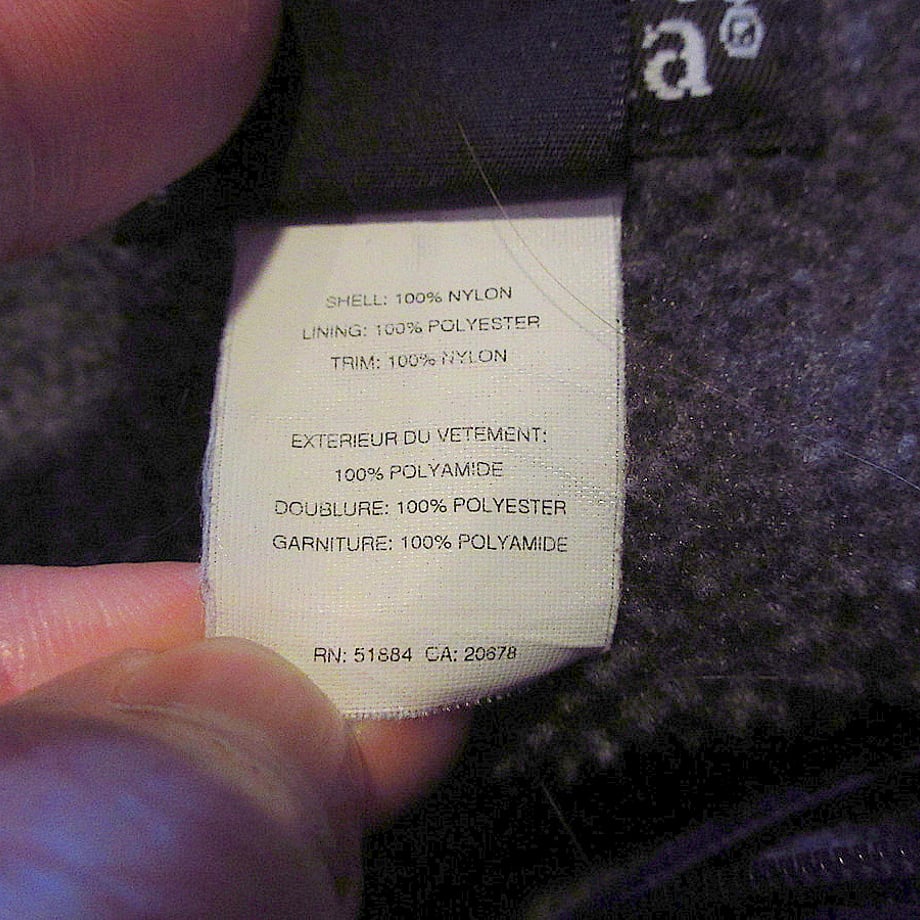 a®
SHELL: 100% NYLON
LINING: 100% POLYESTER
TRIM: 100% NYLON
EXTERIEUR DU VETEMENT:
100% POLYAMIDE
DOUBLURE: 100% POLYESTER
GARNITURE: 100% POLYAMIDE
RN: 51884 CA: 20678